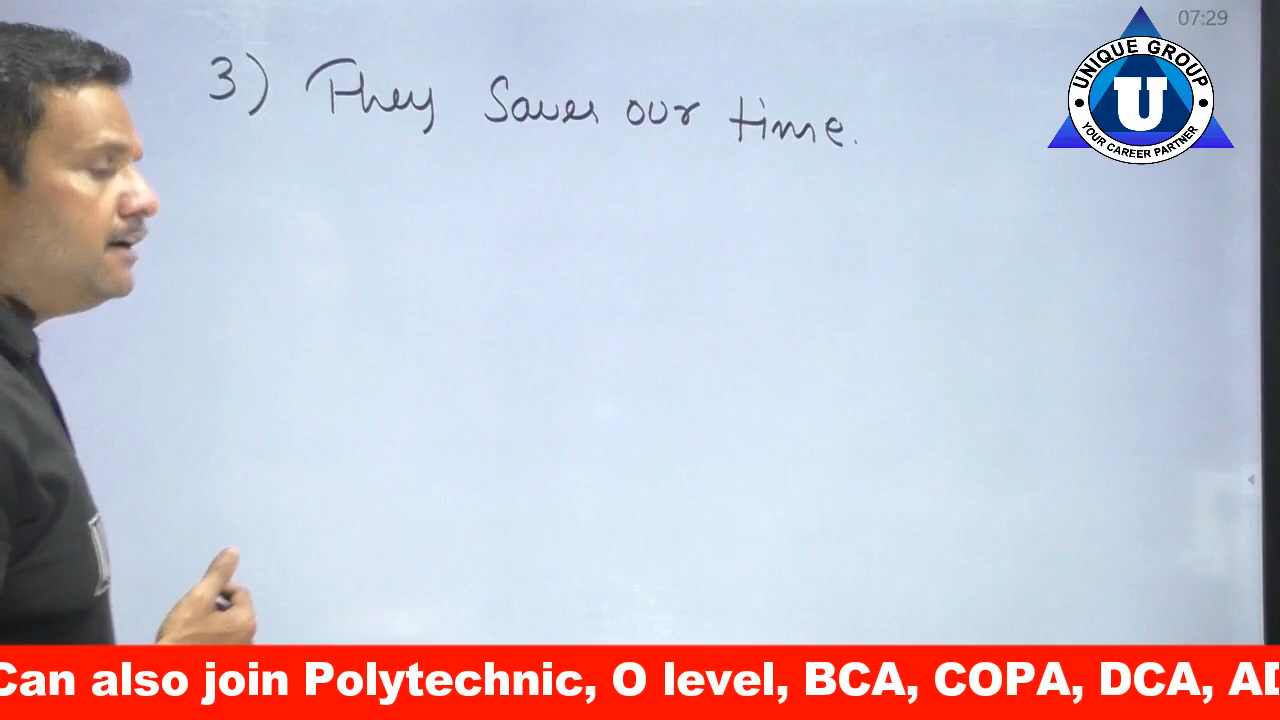 07:29
3) They Saves our time.
UNIQUE GROUP
U
YOUR CAREER PARTNER
Can also join Polytechnic, O level, BCA, COPA, DCA, AD